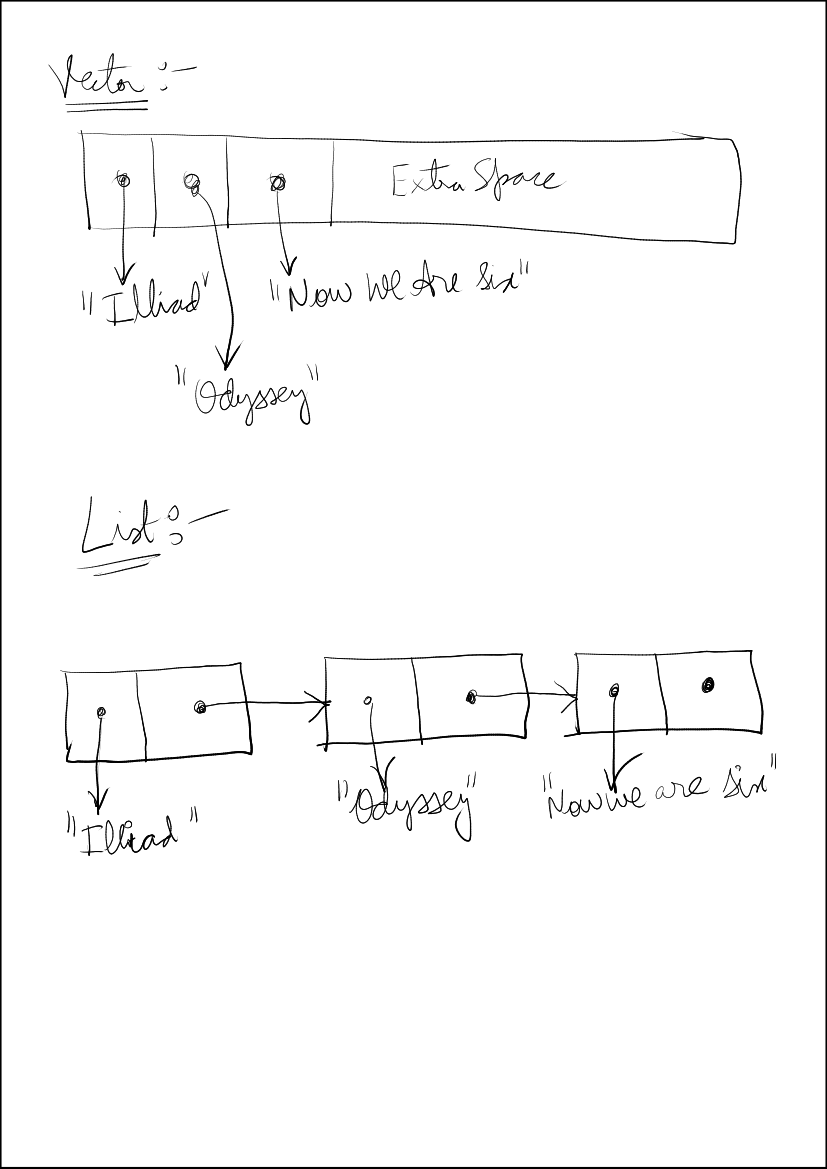 Vector :-
Extra Space
"Illiad" "Now We Are Six"
"Odyssey"
List :-
"Illiad" "Odyssey" "Now we are Six"